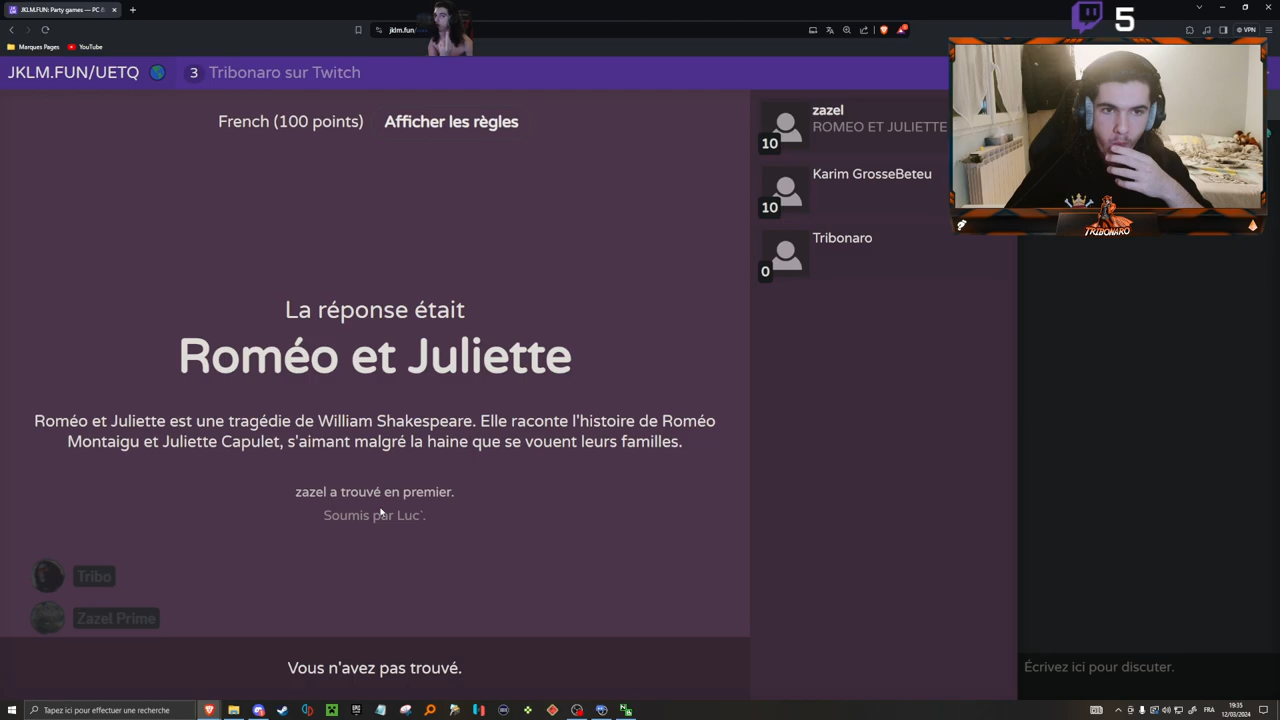 JKLM.FUN: Party games — PC &
jklm.fun/
VPN
Marques Pages
YouTube
5
JKLM.FUN/UETQ
3
Tribonaro sur Twitch
French (100 points)
Afficher les règles
zazel
ROMEO ET JULIETTE
10
Karim GrosseBeteu
10
Tribonaro
0
TRIBONARO
La réponse était
Roméo et Juliette
Roméo et Juliette est une tragédie de William Shakespeare. Elle raconte l'histoire de Roméo
Montaigu et Juliette Capulet, s'aimant malgré la haine que se vouent leurs familles.
zazel a trouvé en premier.
Soumis par Luc`.
Tribo
Zazel Prime
Vous n'avez pas trouvé.
Écrivez ici pour discuter.
Tapez ici pour effectuer une recherche
FRA
19:35
12/03/2024